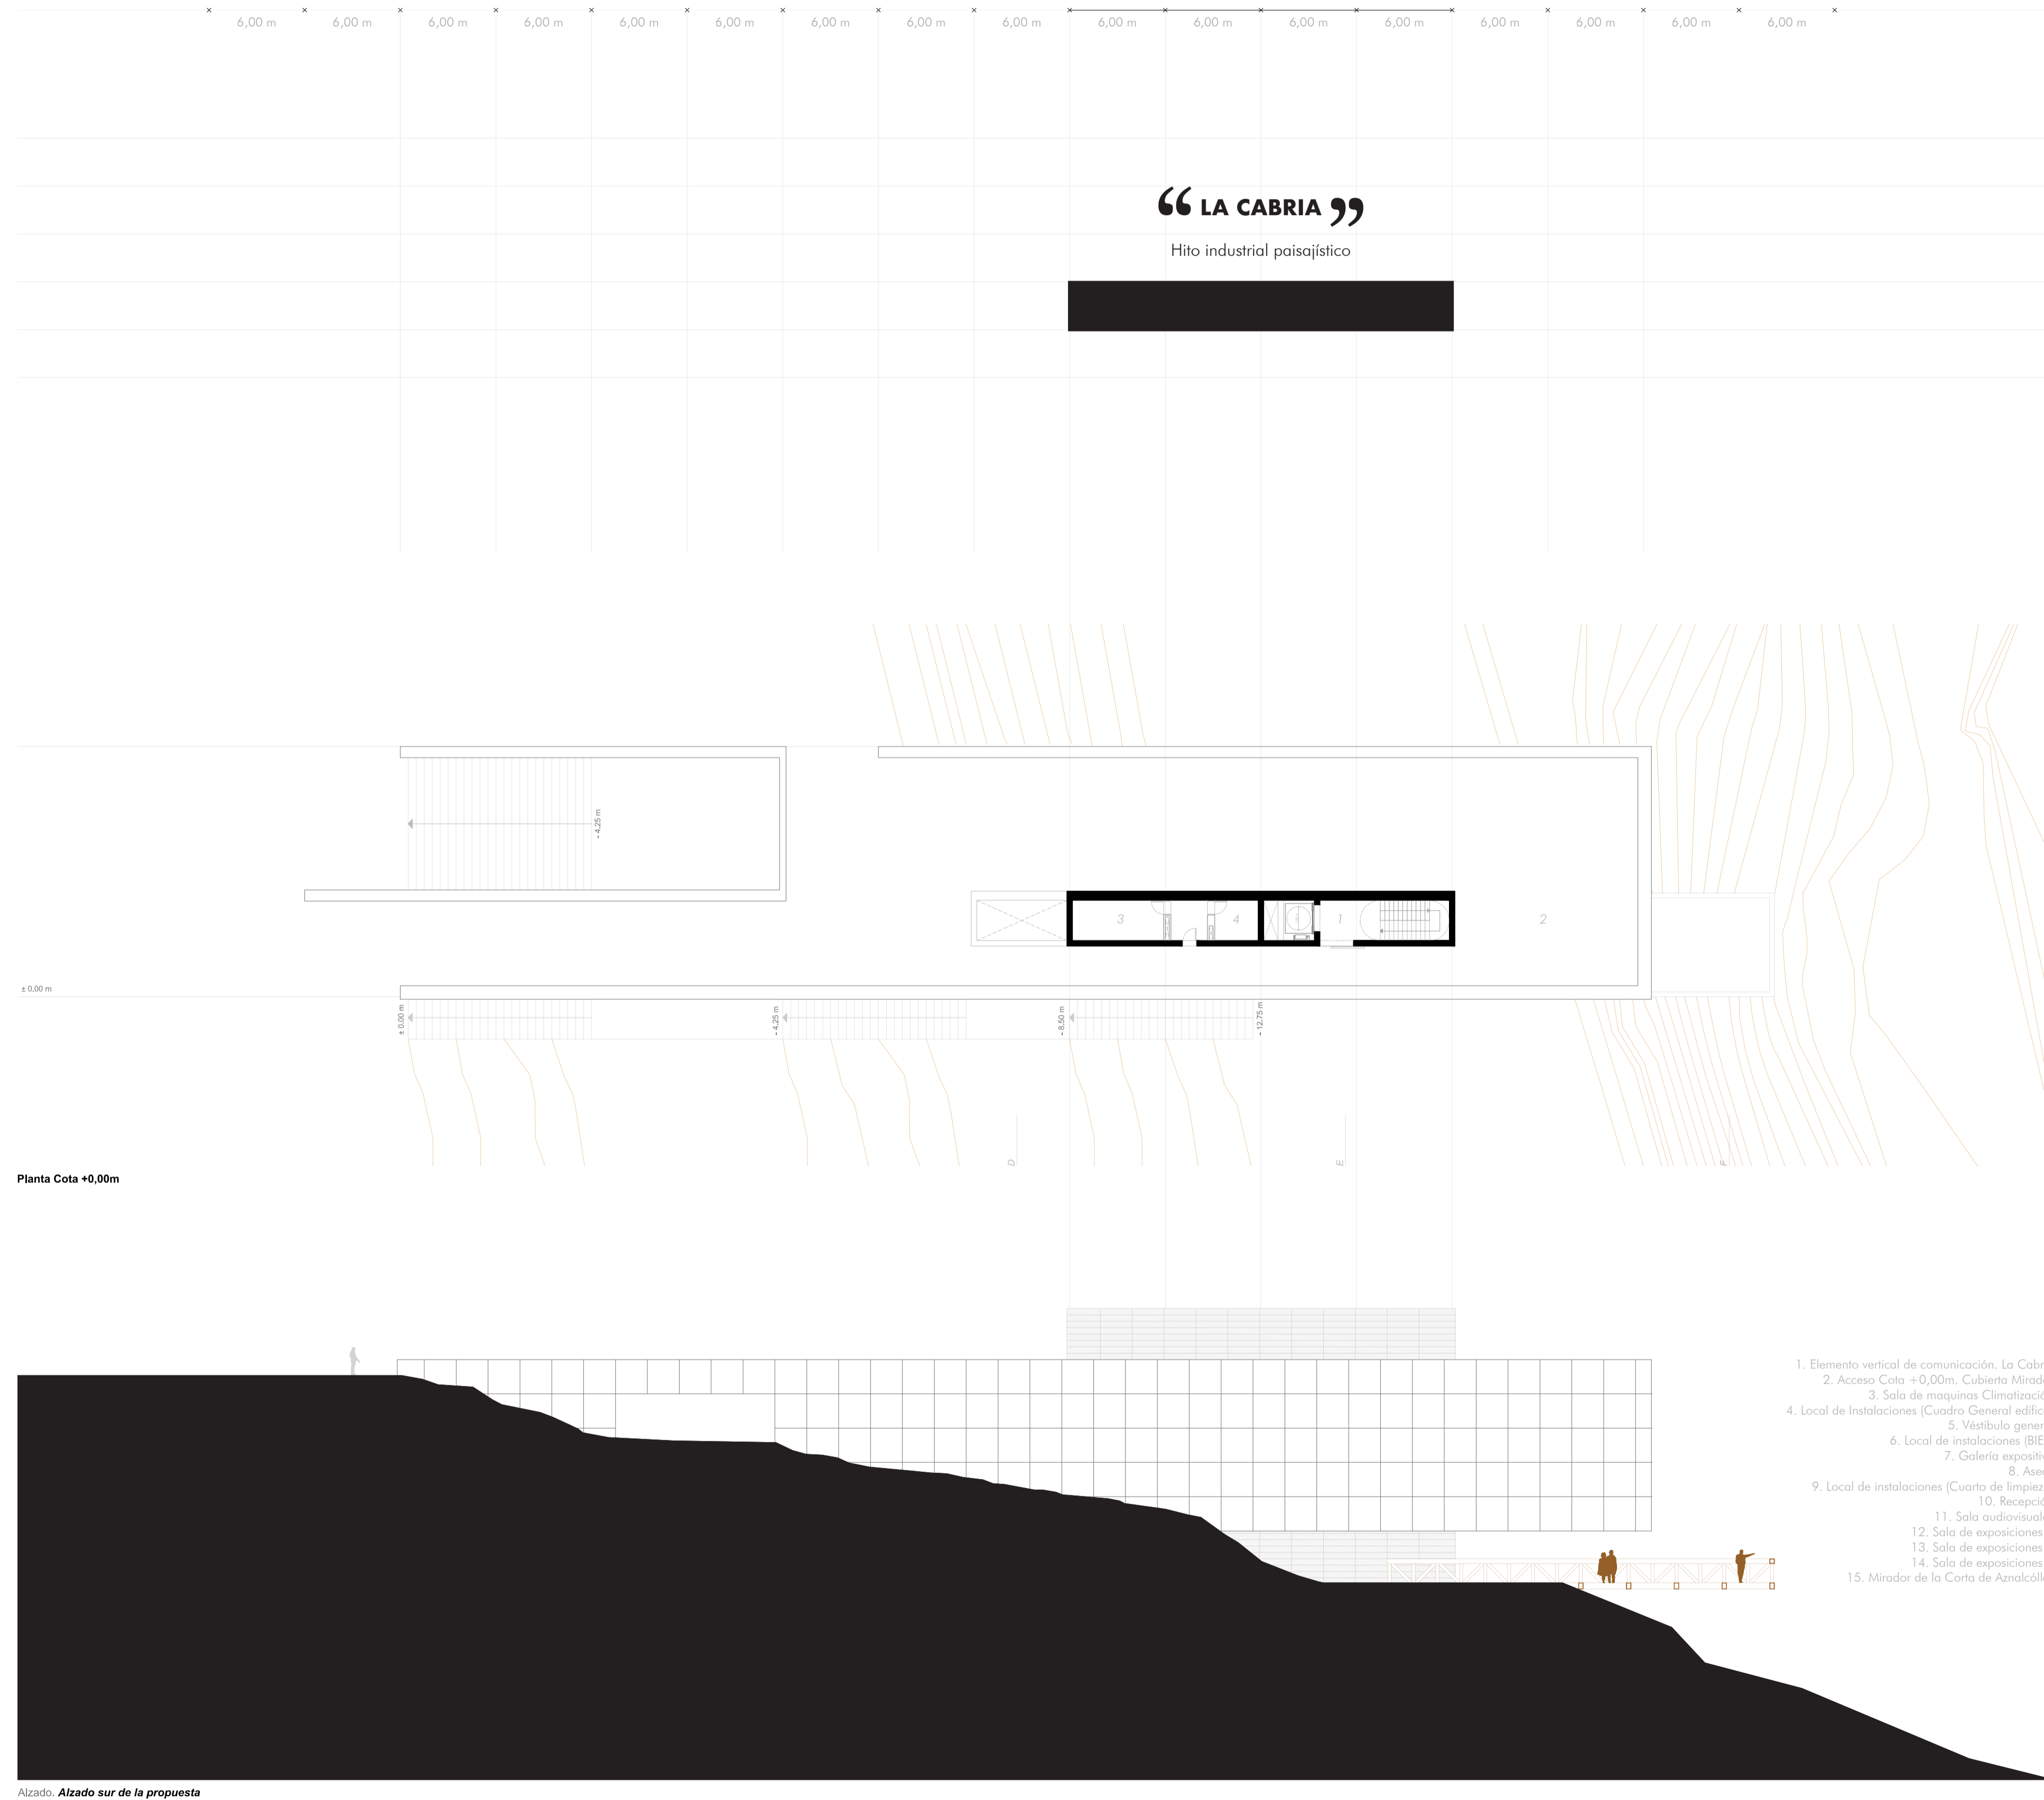 6,00 m 6,00 m 6,00 m 6,00 m 6,00 m 6,00 m 6,00 m 6,00 m 6,00 m 6,00 m 6,00 m 6,00 m 6,00 m 6,00 m 6,00 m 6,00 m 6,00 m
“ LA CABRIA ”
Hito industrial paisajístico
- 4,25 m
3 4 1 2
± 0,00 m
± 0,00 m - 4,25 m - 8,50 m - 12,75 m
D E F
Planta Cota +0,00m
1. Elemento vertical de comunicación. La Cabr
2. Acceso Cota +0,00m. Cubierta Mirad
3. Sala de maquinas Climatizació
4. Local de Instalaciones (Cuadro General edific
5. Véstíbulo gener
6. Local de instalaciones (BIE
7. Galería expositiv
8. Ase
9. Local de instalaciones (Cuarto de limpiez
10. Recepció
11. Sala audiovisual
12. Sala de exposiciones
13. Sala de exposiciones
14. Sala de exposiciones
15. Mirador de la Corta de Aznalcóll
Alzado. Alzado sur de la propuesta